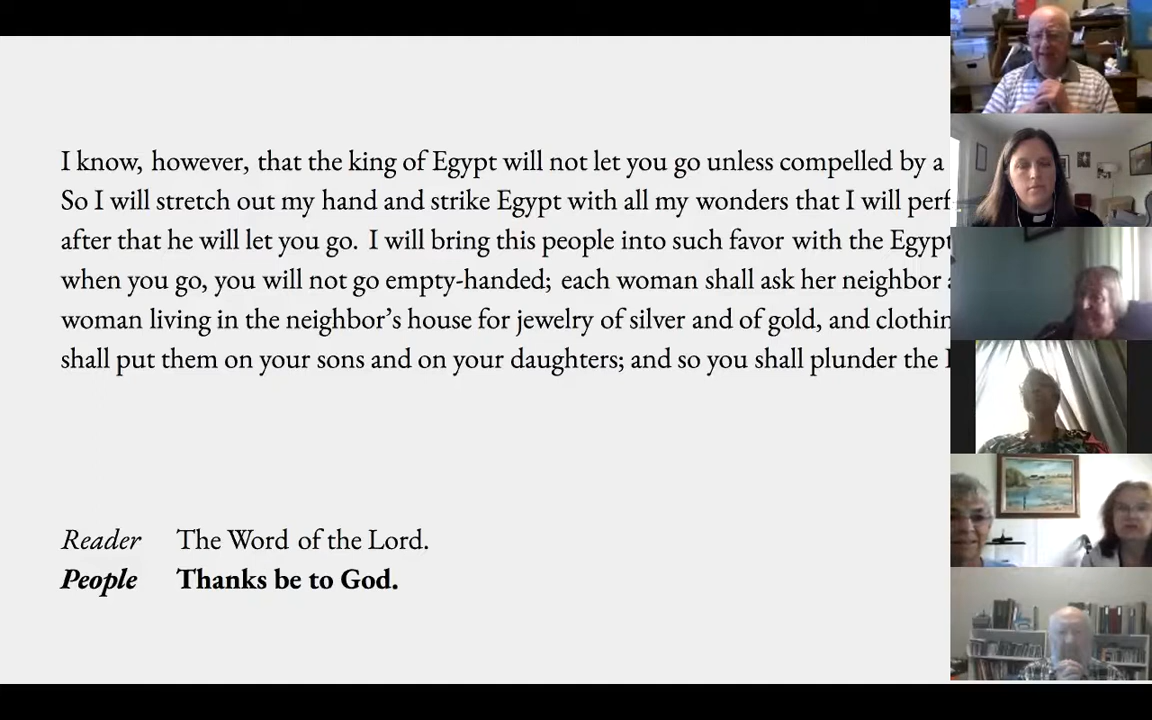 I know, however, that the king of Egypt will not let you go unless compelled by a
So I will stretch out my hand and strike Egypt with all my wonders that I will perf
after that he will let you go. I will bring this people into such favor with the Egypt
when you go, you will not go empty-handed; each woman shall ask her neighbor
woman living in the neighbor’s house for jewelry of silver and of gold, and clothin
shall put them on your sons and on your daughters; and so you shall plunder the
Reader The Word of the Lord.
People Thanks be to God.